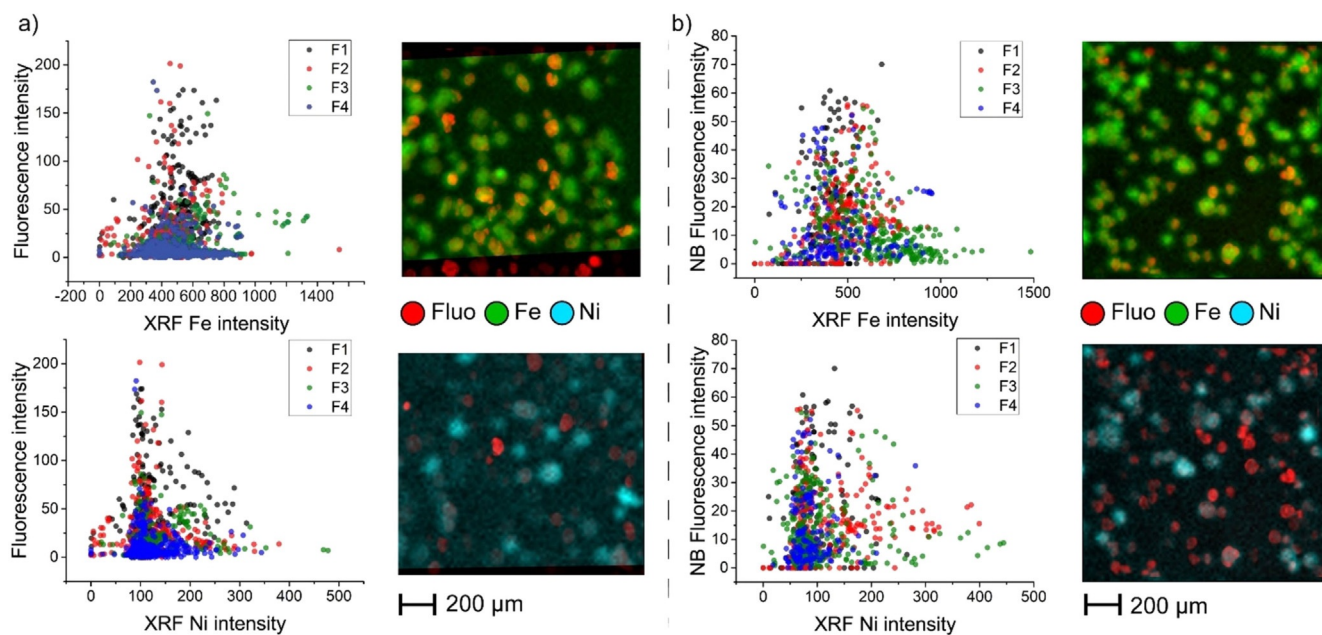 a)
200
150
100
50
0
Fluorescence intensity
F1
F2
F3
F4
-200 0 200 400 600 800 1000 1200 1400
XRF Fe intensity
Fluo Fe Ni
200
150
100
50
0
Fluorescence intensity
F1
F2
F3
F4
0 100 200 300 400 500
XRF Ni intensity
200 µm
b)
80
70
60
50
40
30
20
10
0
NB Fluorescence intensity
F1
F2
F3
F4
0 500 1000 1500
XRF Fe intensity
Fluo Fe Ni
80
70
60
50
40
30
20
10
0
NB Fluorescence intensity
F1
F2
F3
F4
0 100 200 300 400 500
XRF Ni intensity
200 µm